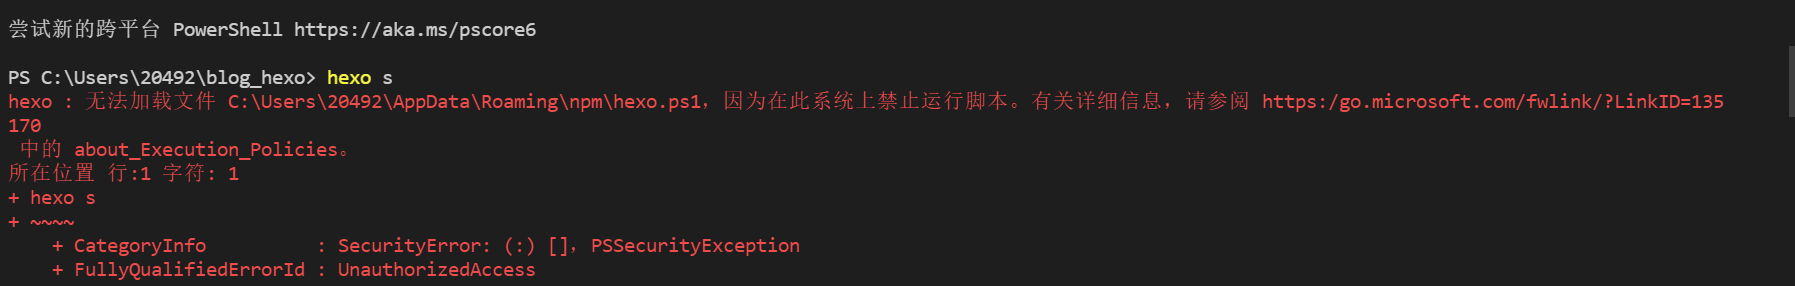 尝试新的跨平台 PowerShell https://aka.ms/pscore6
PS C:\Users\20492\blog_hexo> hexo s
hexo : 无法加载文件 C:\Users\20492\AppData\Roaming\npm\hexo.ps1，因为在此系统上禁止运行脚本。有关详细信息，请参阅 https:/go.microsoft.com/fwlink/?LinkID=135
170
中的 about_Execution_Policies。
所在位置 行:1 字符: 1
+ hexo s
+ ~~~~
+ CategoryInfo          : SecurityError: (:) []，PSSecurityException
+ FullyQualifiedErrorId : UnauthorizedAccess